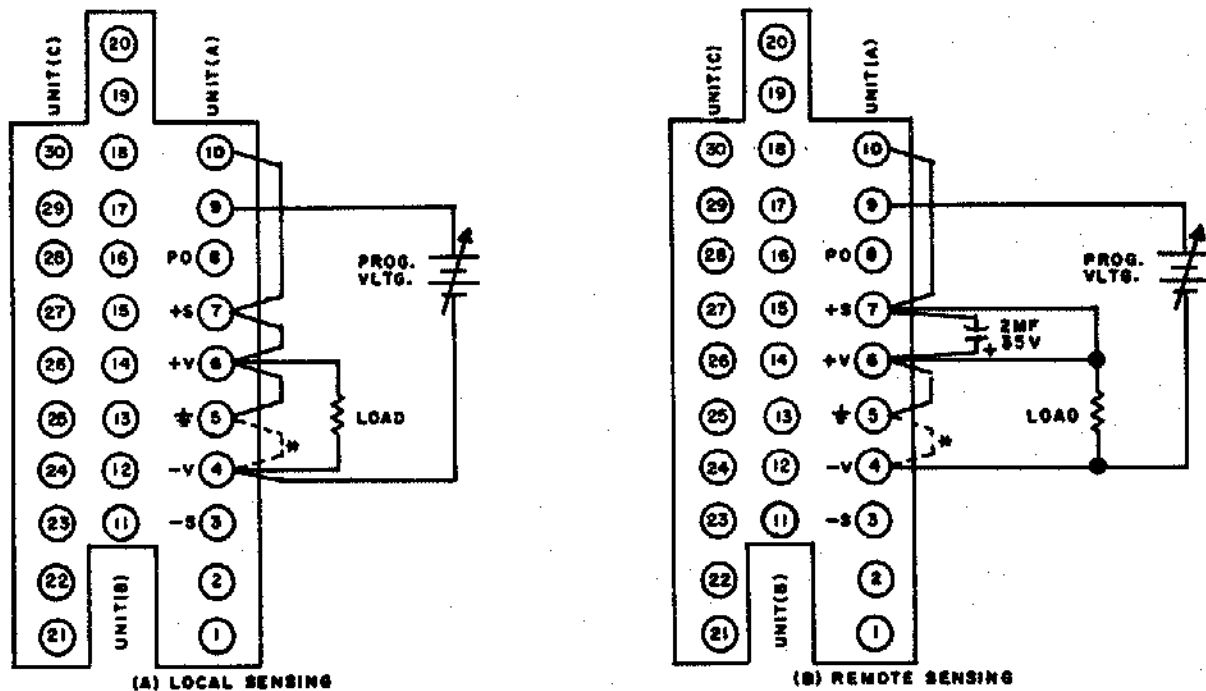 20
UNIT(C)
UNIT(A)
19
30 18 10
29 17 9
28 16 PO 8
27 15 +S 7
26 14 +V 6
25 13 5
24 12 -V 4
23 11 -S 3
22 2
21 1
UNIT(B)
PROG.
VLTG.
LOAD
*
(A) LOCAL SENSING
20
UNIT(C)
UNIT(A)
19
30 18 10
29 17 9
28 16 PO 8
27 15 +S 7
26 14 +V 6
25 13 5
24 12 -V 4
23 11 -S 3
22 2
21 1
UNIT(B)
PROG.
VLTG.
2MF
+ 35V
LOAD
*
(B) REMOTE SENSING